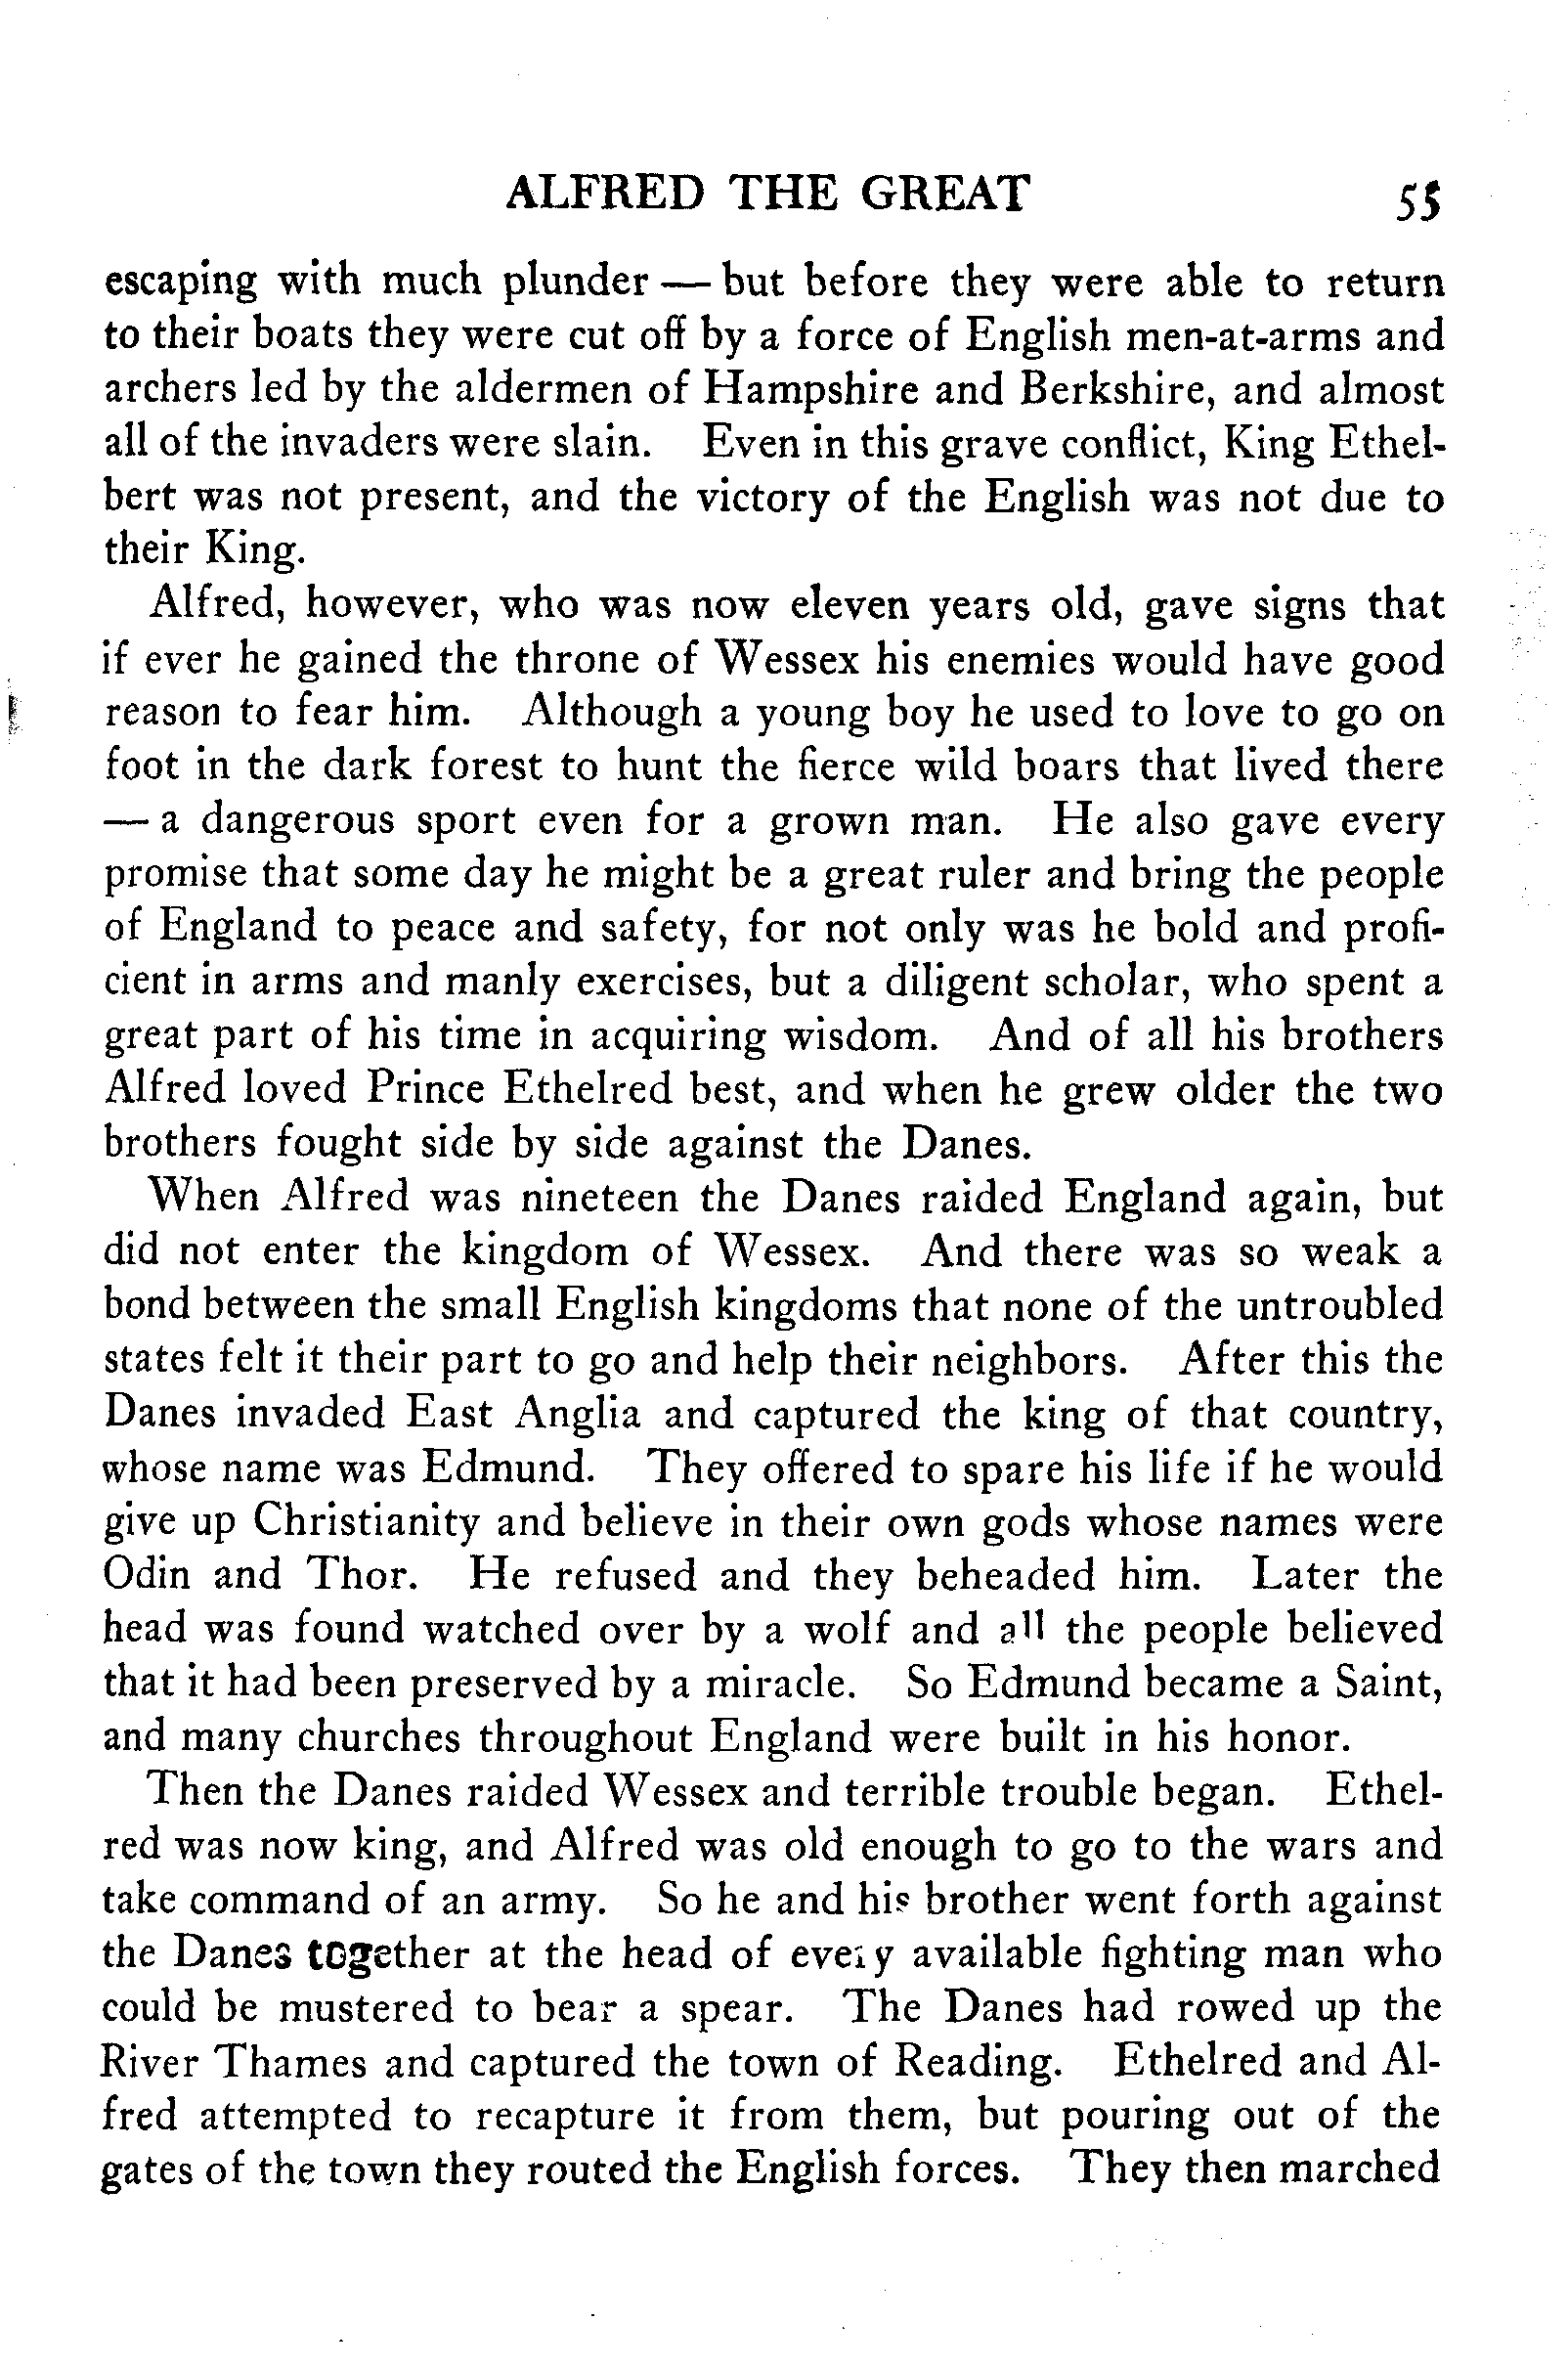 ALFRED THE GREAT 55
escaping with much plunder — but before they were able to return
to their boats they were cut off by a force of English men-at-arms and
archers led by the aldermen of Hampshire and Berkshire, and almost
all of the invaders were slain. Even in this grave conflict, King Ethel-
bert was not present, and the victory of the English was not due to
their King.
Alfred, however, who was now eleven years old, gave signs that
if ever he gained the throne of Wessex his enemies would have good
reason to fear him. Although a young boy he used to love to go on
foot in the dark forest to hunt the fierce wild boars that lived there
— a dangerous sport even for a grown man. He also gave every
promise that some day he might be a great ruler and bring the people
of England to peace and safety, for not only was he bold and profi-
cient in arms and manly exercises, but a diligent scholar, who spent a
great part of his time in acquiring wisdom. And of all his brothers
Alfred loved Prince Ethelred best, and when he grew older the two
brothers fought side by side against the Danes.
When Alfred was nineteen the Danes raided England again, but
did not enter the kingdom of Wessex. And there was so weak a
bond between the small English kingdoms that none of the untroubled
states felt it their part to go and help their neighbors. After this the
Danes invaded East Anglia and captured the king of that country,
whose name was Edmund. They offered to spare his life if he would
give up Christianity and believe in their own gods whose names were
Odin and Thor. He refused and they beheaded him. Later the
head was found watched over by a wolf and all the people believed
that it had been preserved by a miracle. So Edmund became a Saint,
and many churches throughout England were built in his honor.
Then the Danes raided Wessex and terrible trouble began. Ethel-
red was now king, and Alfred was old enough to go to the wars and
take command of an army. So he and his brother went forth against
the Danes together at the head of every available fighting man who
could be mustered to bear a spear. The Danes had rowed up the
River Thames and captured the town of Reading. Ethelred and Al-
fred attempted to recapture it from them, but pouring out of the
gates of the town they routed the English forces. They then marched